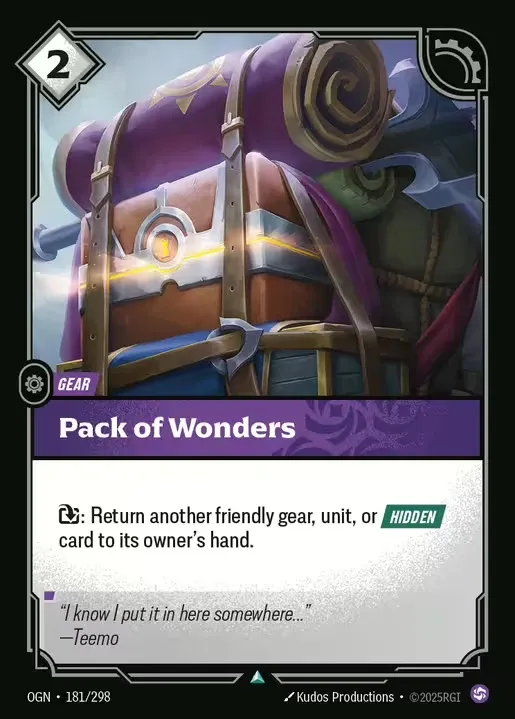 2
GEAR
Pack of Wonders
: Return another friendly gear, unit, or HIDDEN
card to its owner's hand.
“I know I put it in here somewhere...”
—Teemo
OGN • 181/298
Kudos Productions • ©2025RGI